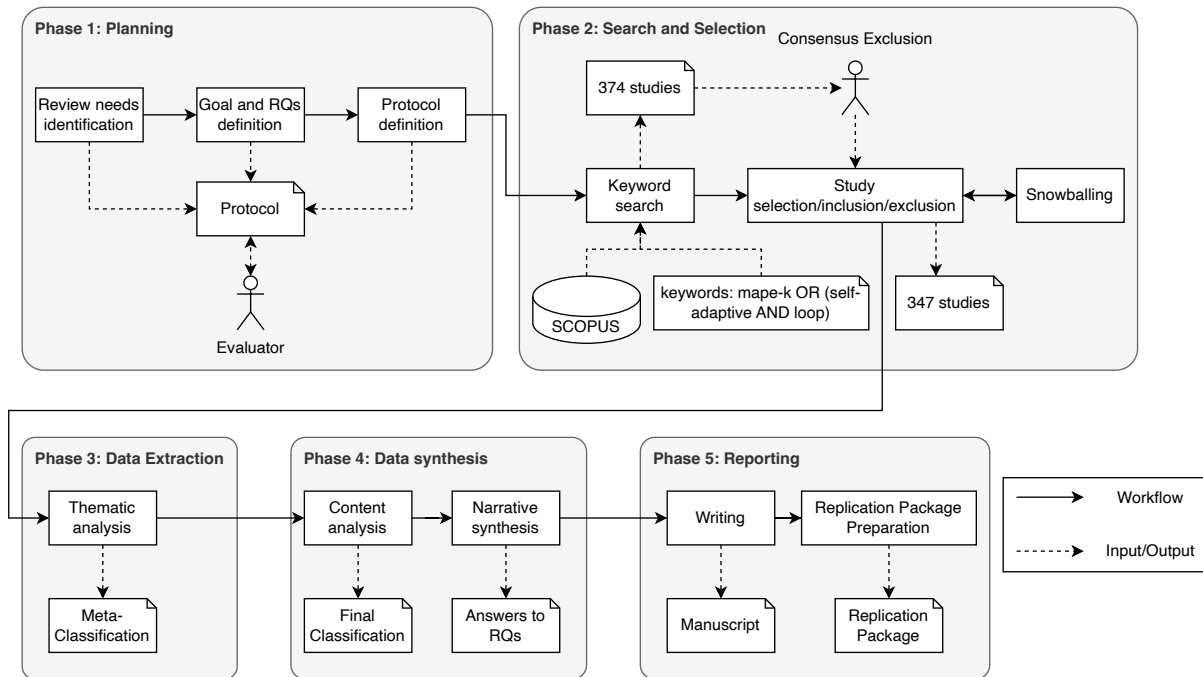 Phase 1: Planning
Review needs
identification
Goal and RQs
definition
Protocol
definition
Protocol
Evaluator
Phase 2: Search and Selection
Consensus Exclusion
374 studies
Keyword
search
Study
selection/inclusion/exclusion
Snowballing
SCOPUS
keywords: mape-k OR (self-
adaptive AND loop)
347 studies
Phase 3: Data Extraction
Thematic
analysis
Meta-
Classification
Phase 4: Data synthesis
Content
analysis
Narrative
synthesis
Final
Classification
Answers to
RQs
Phase 5: Reporting
Writing
Replication Package
Preparation
Manuscript
Replication
Package
Workflow
Input/Output